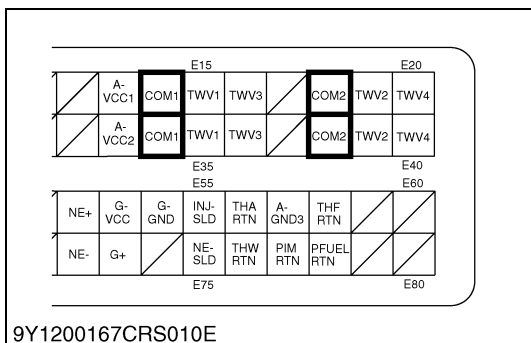 E15 E20
A-VCC1 COM1 TWV1 TWV3 COM2 TWV2 TWV4
A-VCC2 COM1 TWV1 TWV3 COM2 TWV2 TWV4
E35 E40
E55 E60
NE+ G-VCC G-GND INJ-SLD THA RTN A-GND3 THF RTN
NE- G+ NE-SLD THW RTN PIM RTN PFUEL RTN
E75 E80
9Y1200167CRS010E